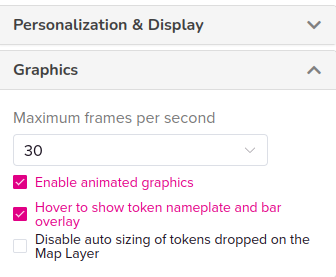 Personalization & Display
Graphics
Maximum frames per second
30
Enable animated graphics
Hover to show token nameplate and bar
overlay
Disable auto sizing of tokens dropped on the
Map Layer